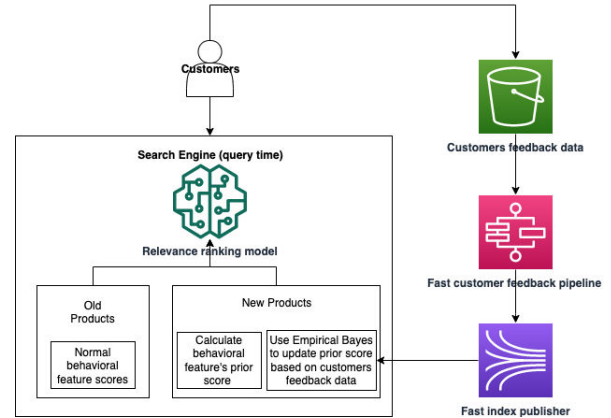 Customers
Customers feedback data
Search Engine (query time)
Relevance ranking model
Fast customer feedback pipeline
Old
Products
New Products
Normal
behavioral
feature scores
Calculate
behavioral
feature's prior
score
Use Empirical Bayes
to update prior score
based on customers
feedback data
Fast index publisher